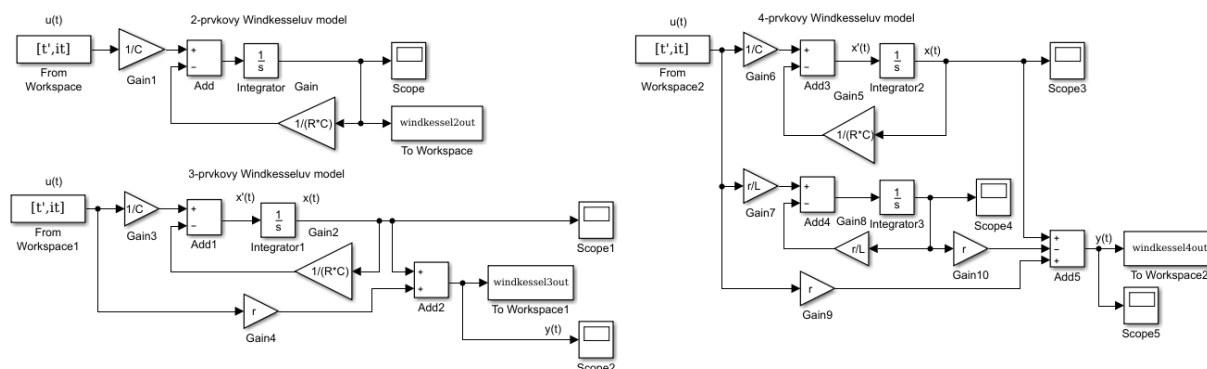 u(t)
2-prvkovy Windkesseluv model
[t',it]
1/C
+
−
1
s
From
Workspace
Gain1
Add
Integrator
Gain
Scope
1/(R*C)
windkessel2out
To Workspace
u(t)
3-prvkovy Windkesseluv model
[t',it]
1/C
+
−
x'(t)
1
s
x(t)
From
Workspace1
Gain3
Add1
Integrator1
Gain2
Scope1
1/(R*C)
+
+
windkessel3out
Add2
To Workspace1
r
Gain4
y(t)
Scope2
u(t)
4-prvkovy Windkesseluv model
[t',it]
1/C
+
−
x'(t)
1
s
x(t)
From
Workspace2
Gain6
Add3
Gain5
Integrator2
Scope3
1/(R*C)
r/L
+
−
1
s
Gain7
Add4
Gain8
Integrator3
Scope4
r/L
r
Gain10
+
−
+
y(t)
windkessel4out
Add5
To Workspace2
r
Gain9
Scope5